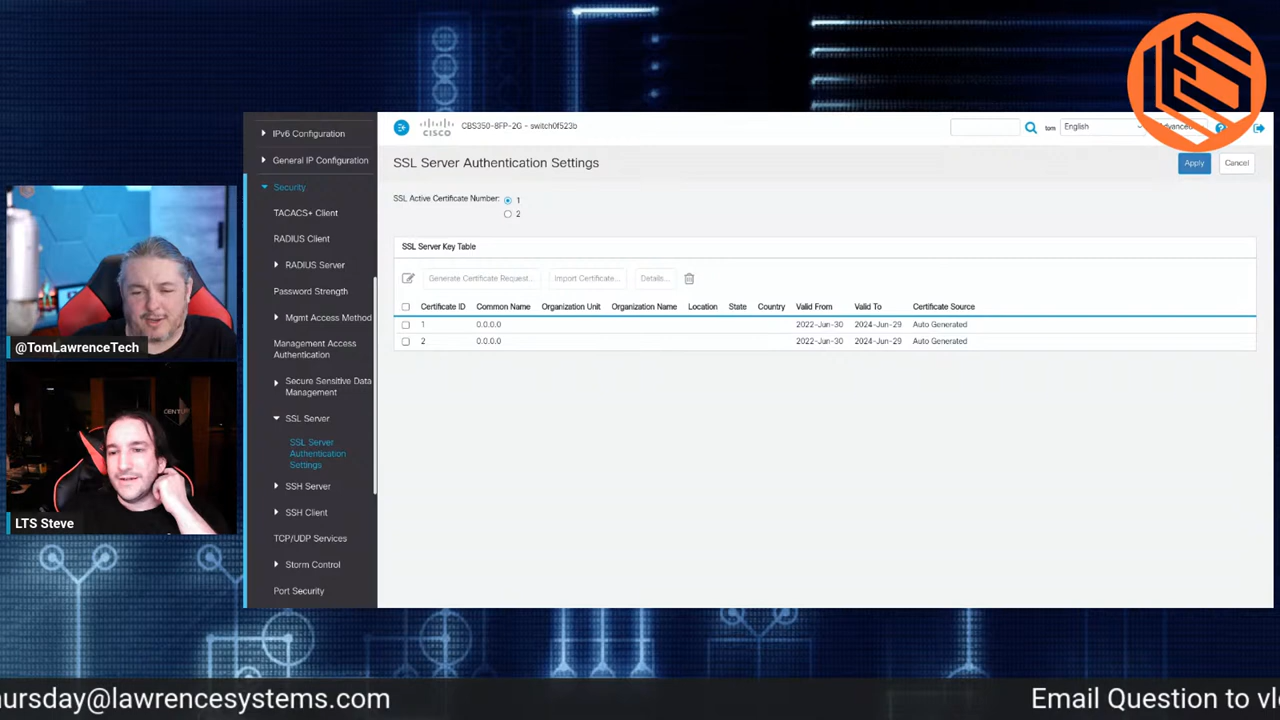 IPv6 Configuration
General IP Configuration
Security
TACACS+ Client
RADIUS Client
RADIUS Server
Password Strength
Mgmt Access Method
Management Access
Authentication
Secure Sensitive Data
Management
SSL Server
SSL Server
Authentication
Settings
SSH Server
SSH Client
TCP/UDP Services
Storm Control
Port Security
CISCO
CBS350-8FP-2G - switch0f523b
tom
English
Advanced
SSL Server Authentication Settings
Apply
Cancel
SSL Active Certificate Number:
1
2
SSL Server Key Table
Generate Certificate Request...
Import Certificate...
Details...
Certificate ID Common Name Organization Unit Organization Name Location State Country Valid From Valid To Certificate Source
1 0.0.0.0 2022-Jun-30 2024-Jun-29 Auto Generated
2 0.0.0.0 2022-Jun-30 2024-Jun-29 Auto Generated
@TomLawrenceTech
CENTUR
LTS Steve
LS
ursday@lawrencesystems.com
Email Question to vl